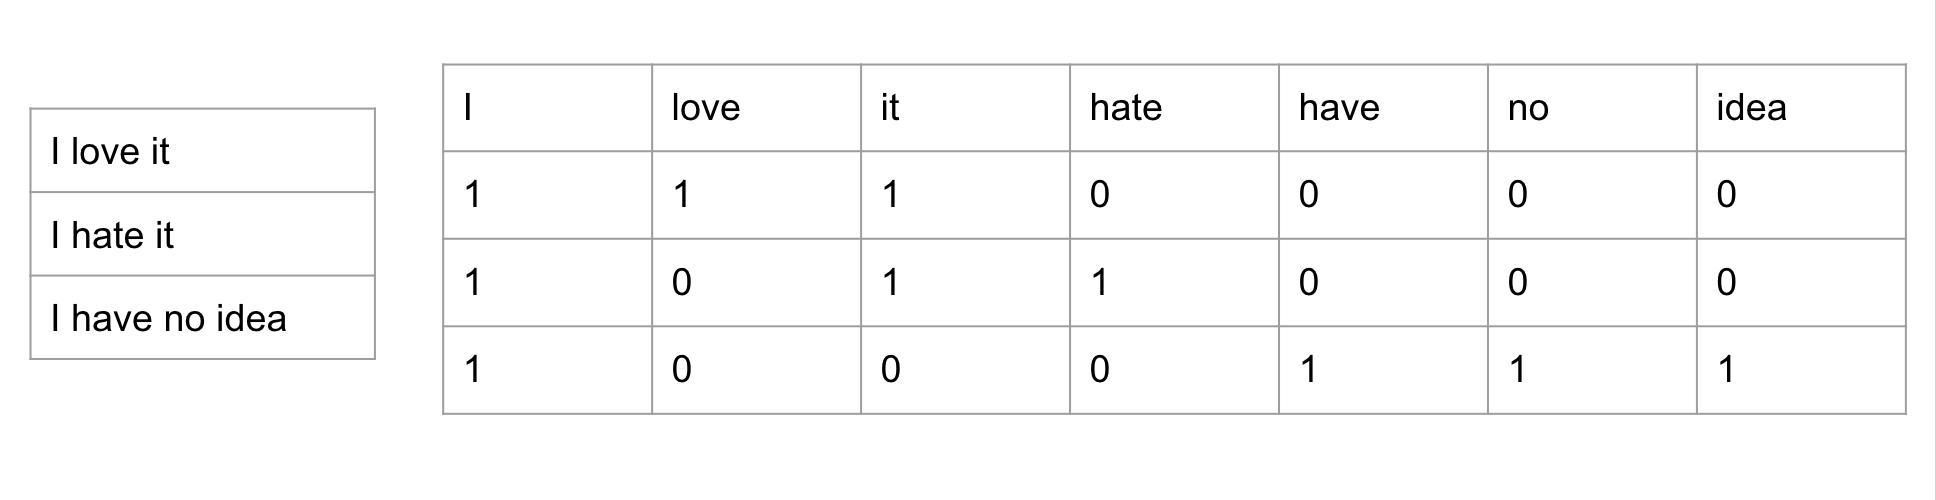 I love it
I hate it
I have no idea
I love it hate have no idea
1 1 1 0 0 0 0
1 0 1 1 0 0 0
1 0 0 0 1 1 1